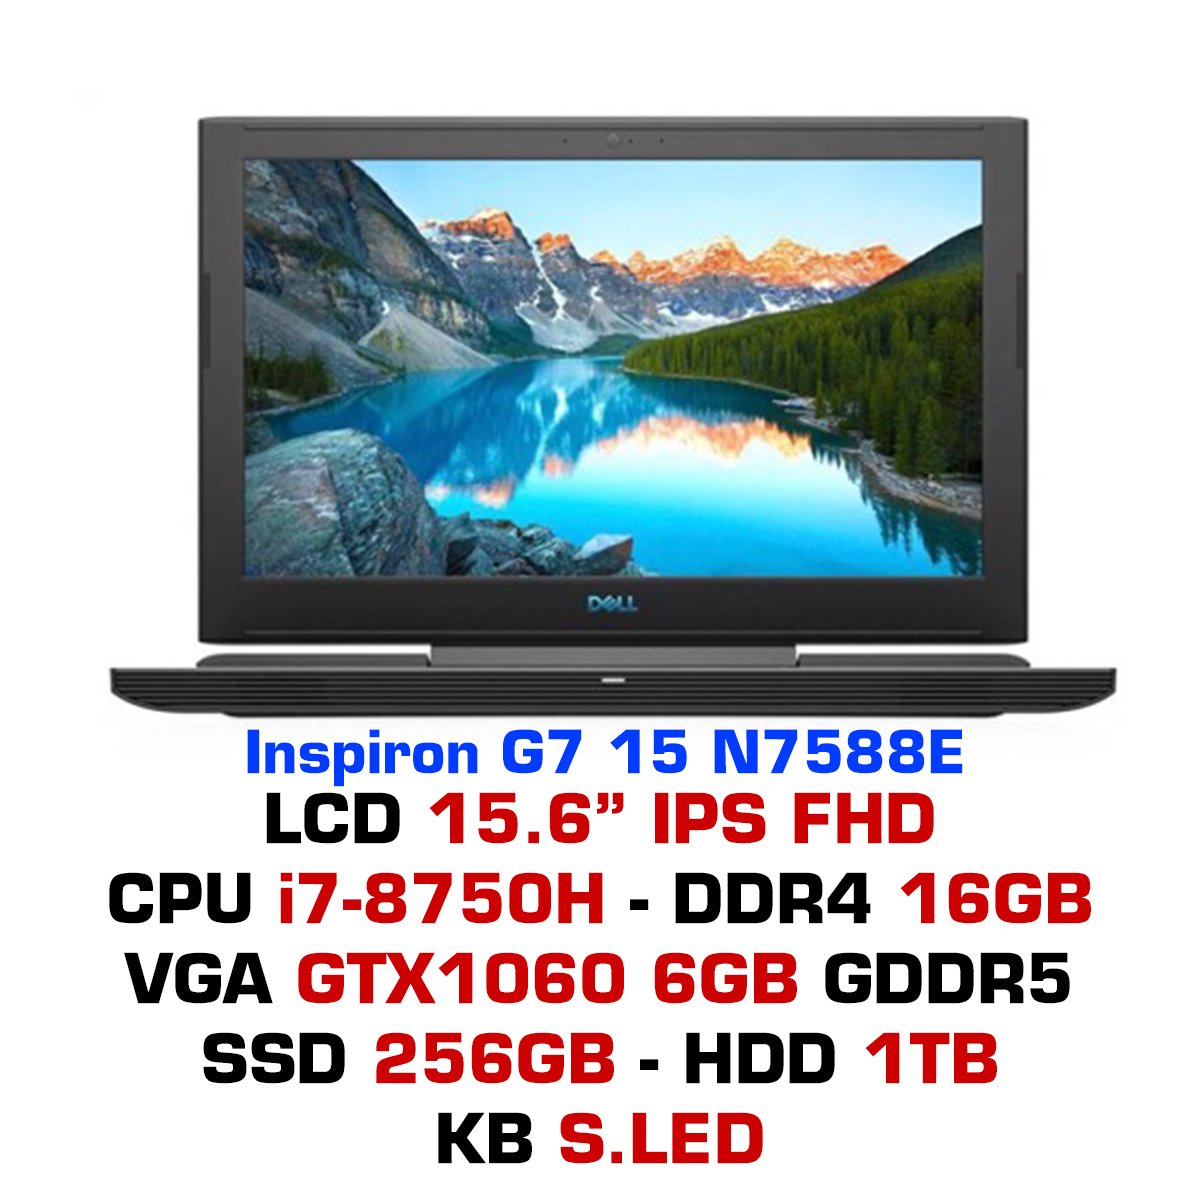 DELL
Inspiron G7 15 N7588E
LCD 15.6” IPS FHD
CPU i7-8750H - DDR4 16GB
VGA GTX1060 6GB GDDR5
SSD 256GB - HDD 1TB
KB S.LED